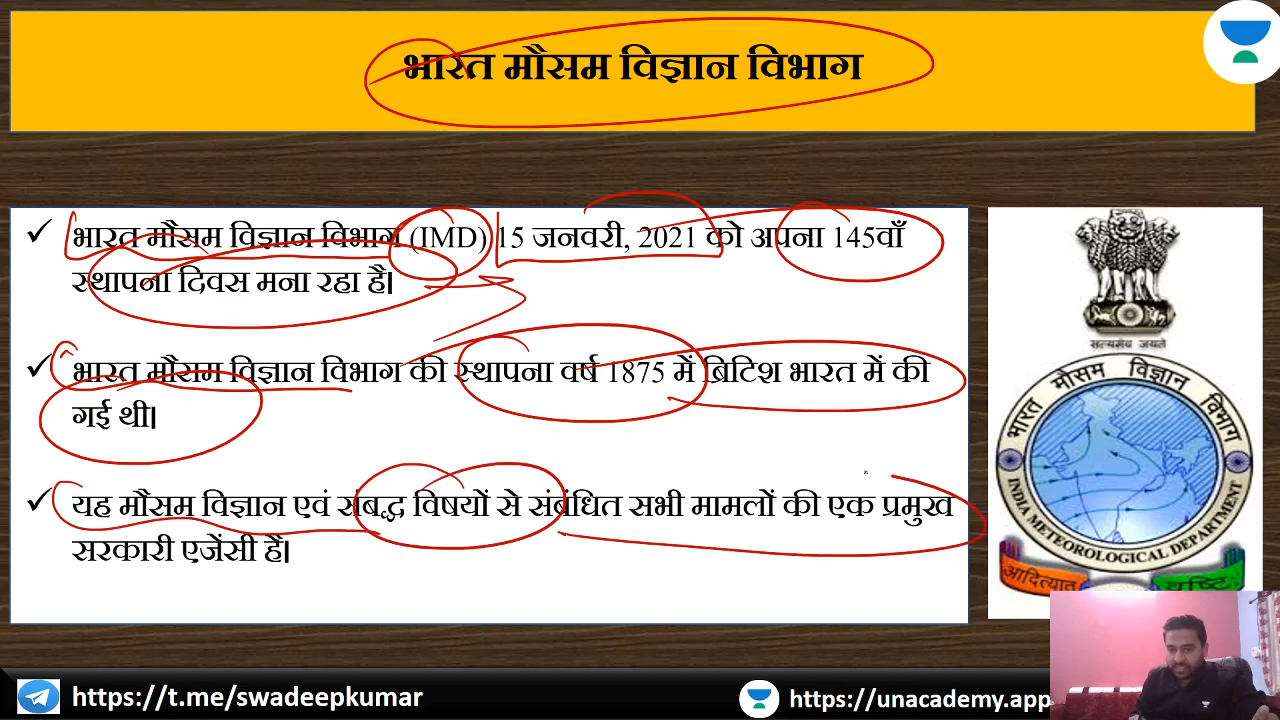 भारत मौसम विज्ञान विभाग
भारत मौसम विज्ञान विभाग (IMD) 15 जनवरी, 2021 को अपना 145वाँ
स्थापना दिवस मना रहा है।
भारत मौसम विज्ञान विभाग की स्थापना वर्ष 1875 में ब्रिटिश भारत में की
गई थी।
यह मौसम विज्ञान एवं संबद्ध विषयों से संबंधित सभी मामलों की एक प्रमुख
सरकारी एजेंसी है।
सत्यमेव जयते
भारत मौसम विज्ञान विभाग
INDIA METEOROLOGICAL DEPARTMENT
आदित्यात
https://t.me/swadeepkumar
https://unacademy.app